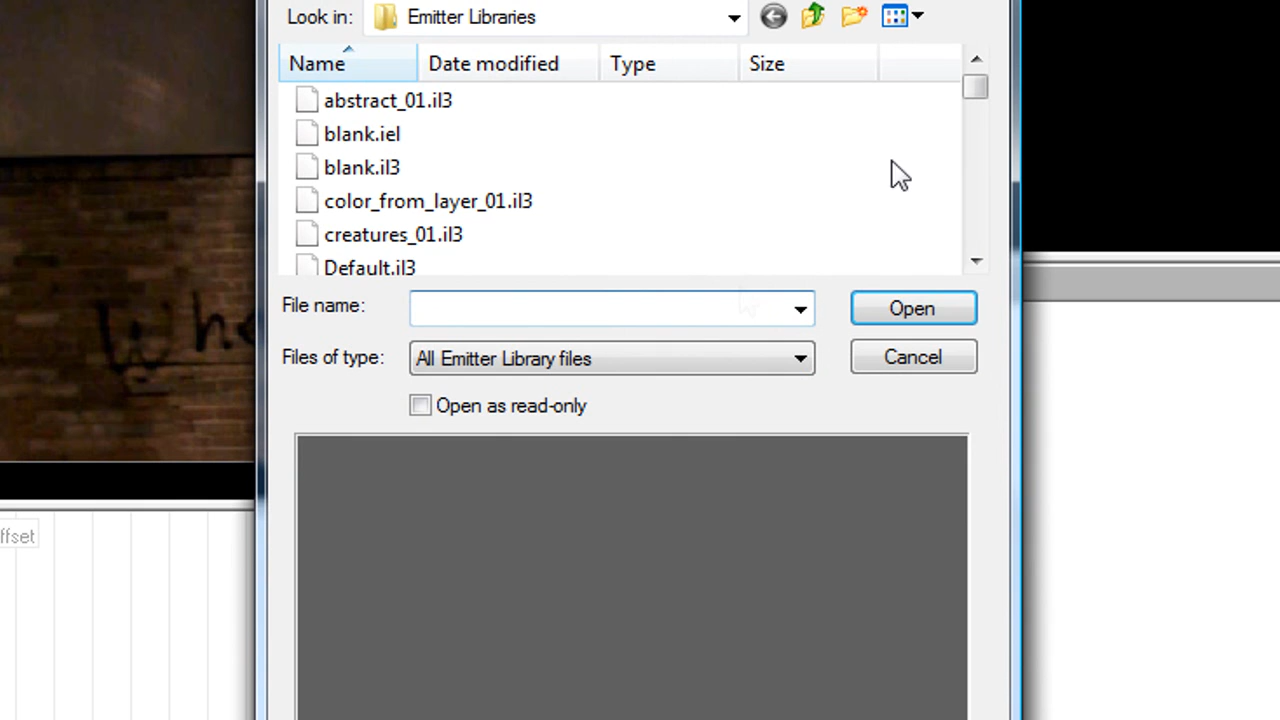 Look in: Emitter Libraries
Name Date modified Type Size
abstract_01.il3
blank.iel
blank.il3
color_from_layer_01.il3
creatures_01.il3
Default.il3
File name: Open
Files of type: All Emitter Library files Cancel
Open as read-only
ffset